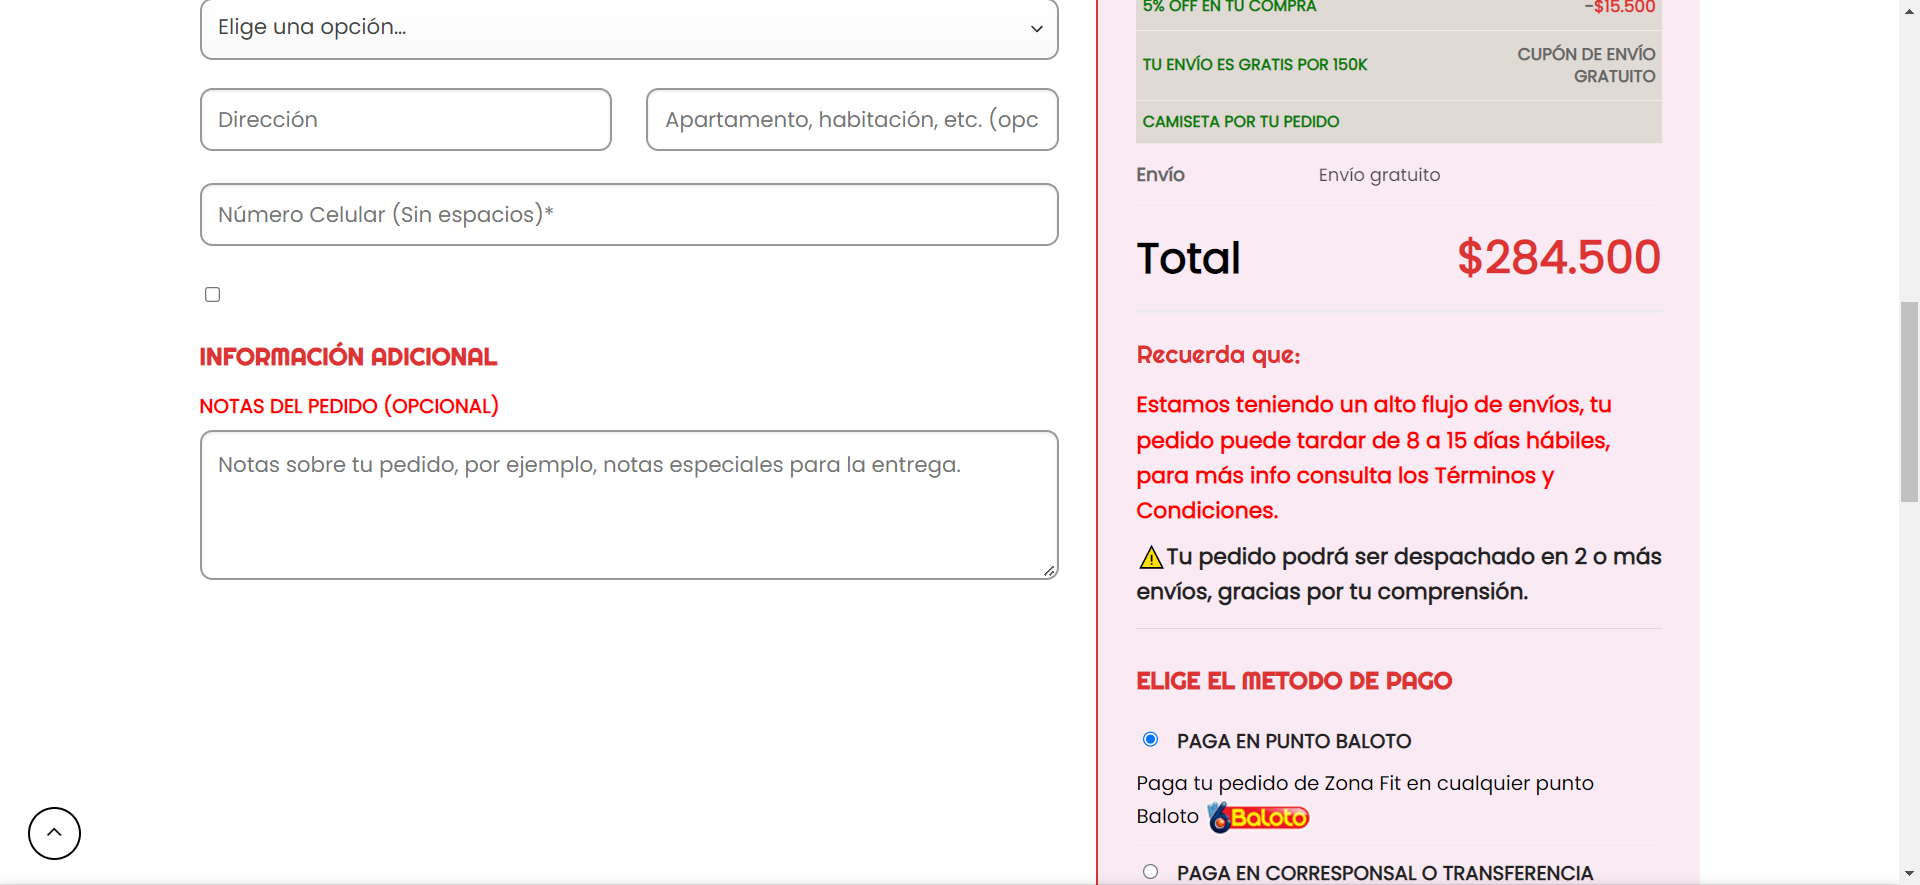 Elige una opción...
Dirección
Apartamento, habitación, etc. (opc
Número Celular (Sin espacios)*
INFORMACIÓN ADICIONAL
NOTAS DEL PEDIDO (OPCIONAL)
Notas sobre tu pedido, por ejemplo, notas especiales para la entrega.
5% OFF EN TU COMPRA
-$15.500
TU ENVÍO ES GRATIS POR 150K
CUPÓN DE ENVÍO
GRATUITO
CAMISETA POR TU PEDIDO
Envío
Envío gratuito
Total
$284.500
Recuerda que:
Estamos teniendo un alto flujo de envíos, tu
pedido puede tardar de 8 a 15 días hábiles,
para más info consulta los Términos y
Condiciones.
⚠Tu pedido podrá ser despachado en 2 o más
envíos, gracias por tu comprensión.
ELIGE EL METODO DE PAGO
PAGA EN PUNTO BALOTO
Paga tu pedido de Zona Fit en cualquier punto
Baloto Baloto
PAGA EN CORRESPONSAL O TRANSFERENCIA